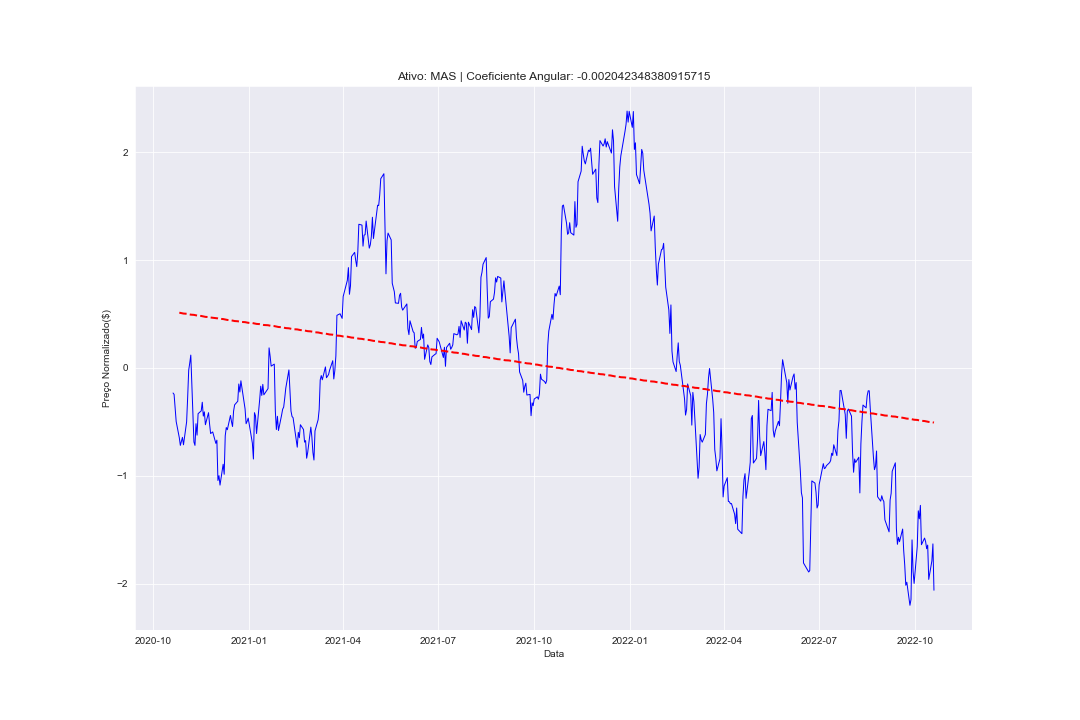 Ativo: MAS | Coeficiente Angular: -0.002042348380915715
Preço Normalizado($)
2
1
0
−1
−2
2020-10 2021-01 2021-04 2021-07 2021-10 2022-01 2022-04 2022-07 2022-10
Data